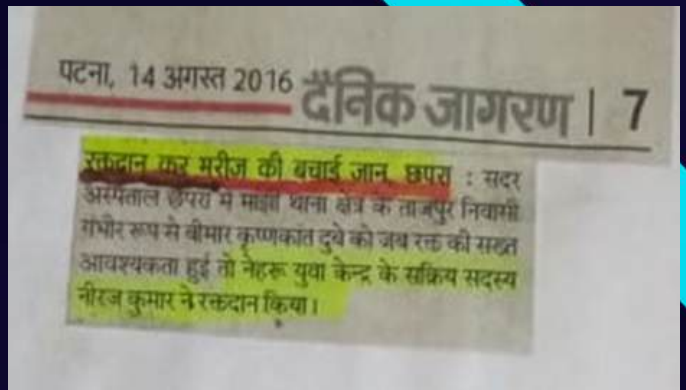 पटना, 14 अगस्त 2016 दैनिक जागरण | 7
रक्तदान कर मरीज की बचाई जान छपरा : सदर
अस्पताल छपरा में मांझी थाना क्षेत्र के ताजपुर निवासी
गंभीर रूप से बीमार कृष्णकांत दुबे को जब रक्त की सख्त
आवश्यकता हुई तो नेहरू युवा केन्द्र के सक्रिय सदस्य
नीरज कुमार ने रक्तदान किया।